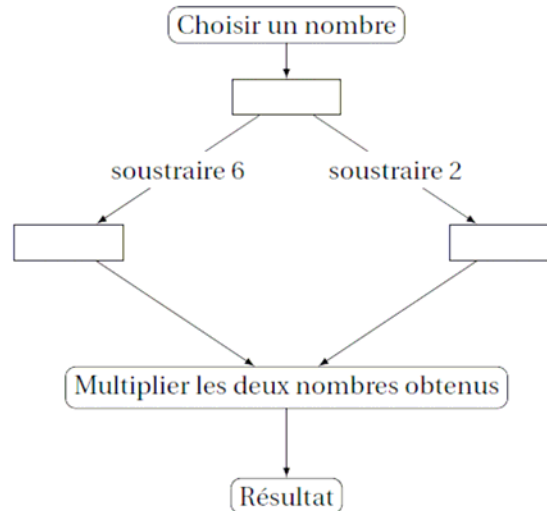 Choisir un nombre
soustraire 6
soustraire 2
Multiplier les deux nombres obtenus
Résultat